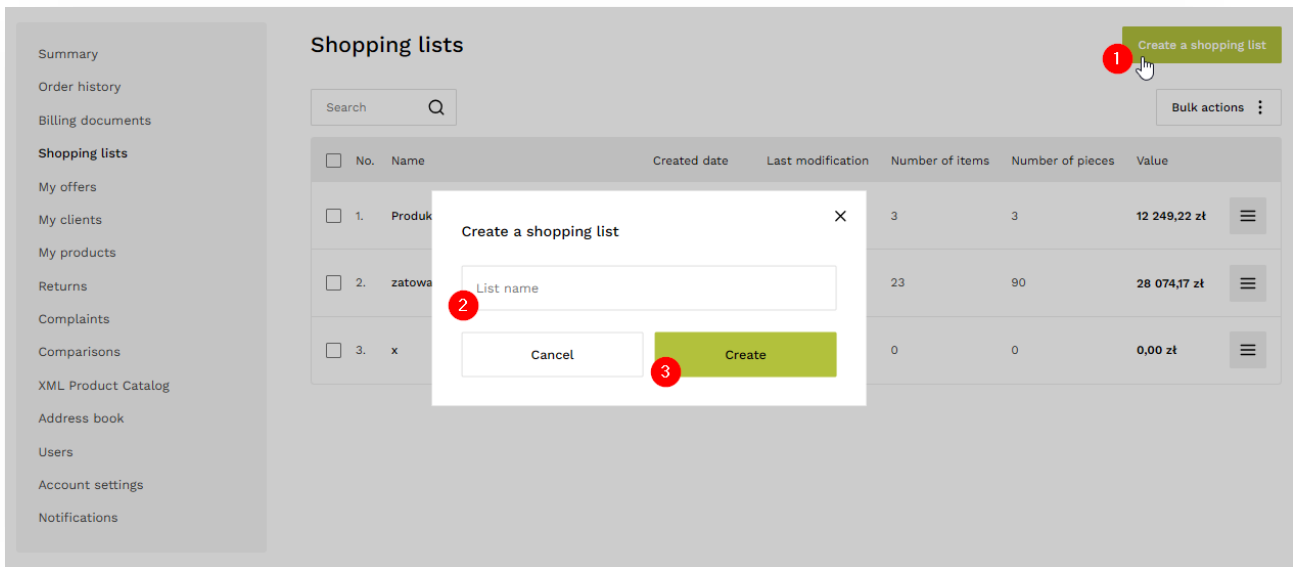 Summary
Order history
Billing documents
Shopping lists
My offers
My clients
My products
Returns
Complaints
Comparisons
XML Product Catalog
Address book
Users
Account settings
Notifications
Shopping lists
1 Create a shopping list
Search
Bulk actions
No. Name Created date Last modification Number of items Number of pieces Value
1. Produk 3 3 12 249,22 zł
2. zatowa 23 90 28 074,17 zł
3. x 0 0 0,00 zł
Create a shopping list
List name
2
Cancel
3 Create